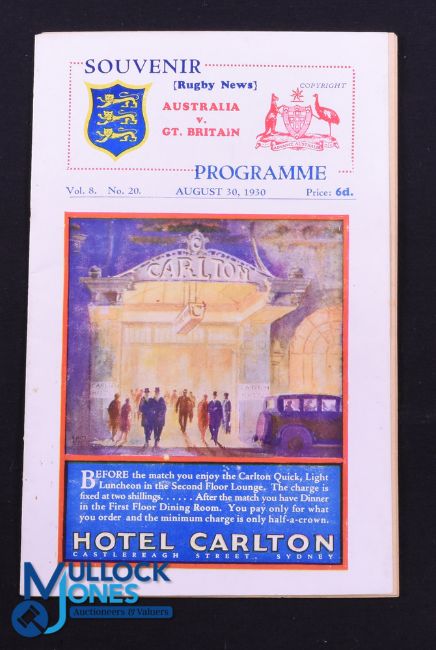 SOUVENIR
(Rugby News)
COPYRIGHT
AUSTRALIA
v.
GT. BRITAIN
ADVANCE AUSTRALIA
PROGRAMME
Vol. 8. No. 20. AUGUST 30, 1930 Price: 6d.
CARLTON
BEFORE the match you enjoy the Carlton Quick, Light
Luncheon in the Second Floor Lounge. The charge is
fixed at two shillings...... After the match you have Dinner
in the First Floor Dining Room. You pay only for what
you order and the minimum charge is only half-a-crown.
HOTEL CARLTON
CASTLEREAGH STREET, SYDNEY
MULLOCK
JONES
Auctioneers & Valuers